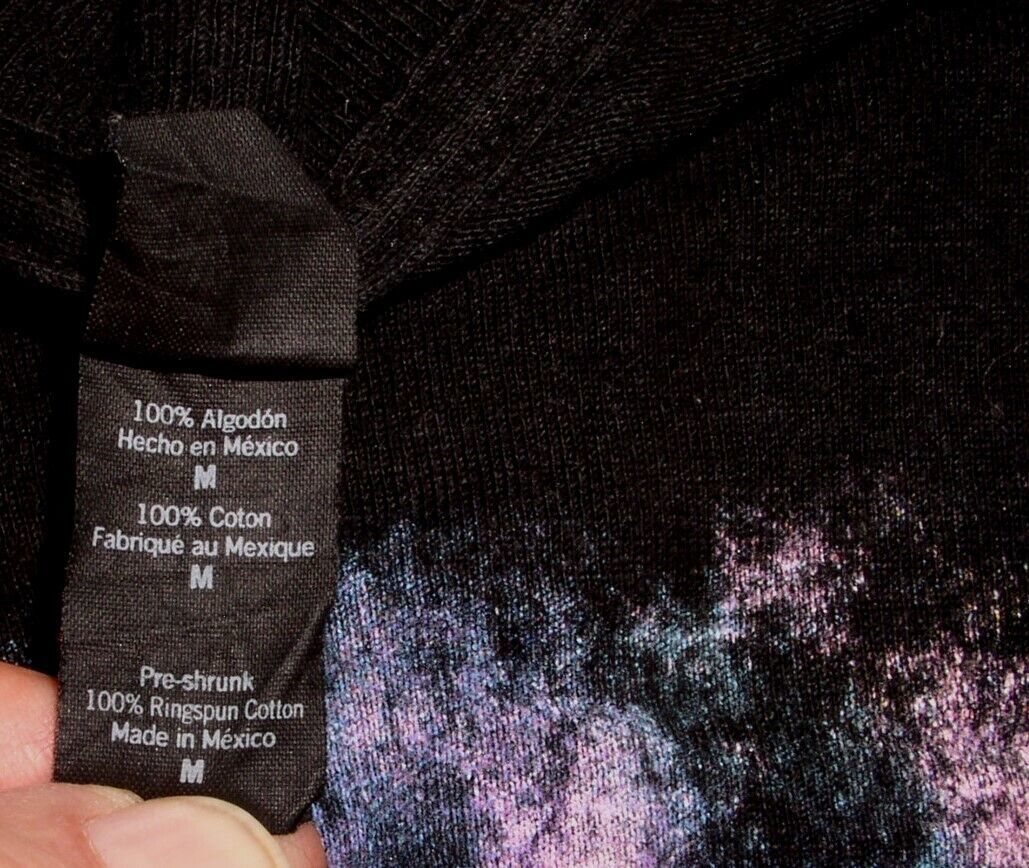 100% Algodón
Hecho en México
M
100% Coton
Fabriqué au Mexique
M
Pre-shrunk
100% Ringspun Cotton
Made in México
M